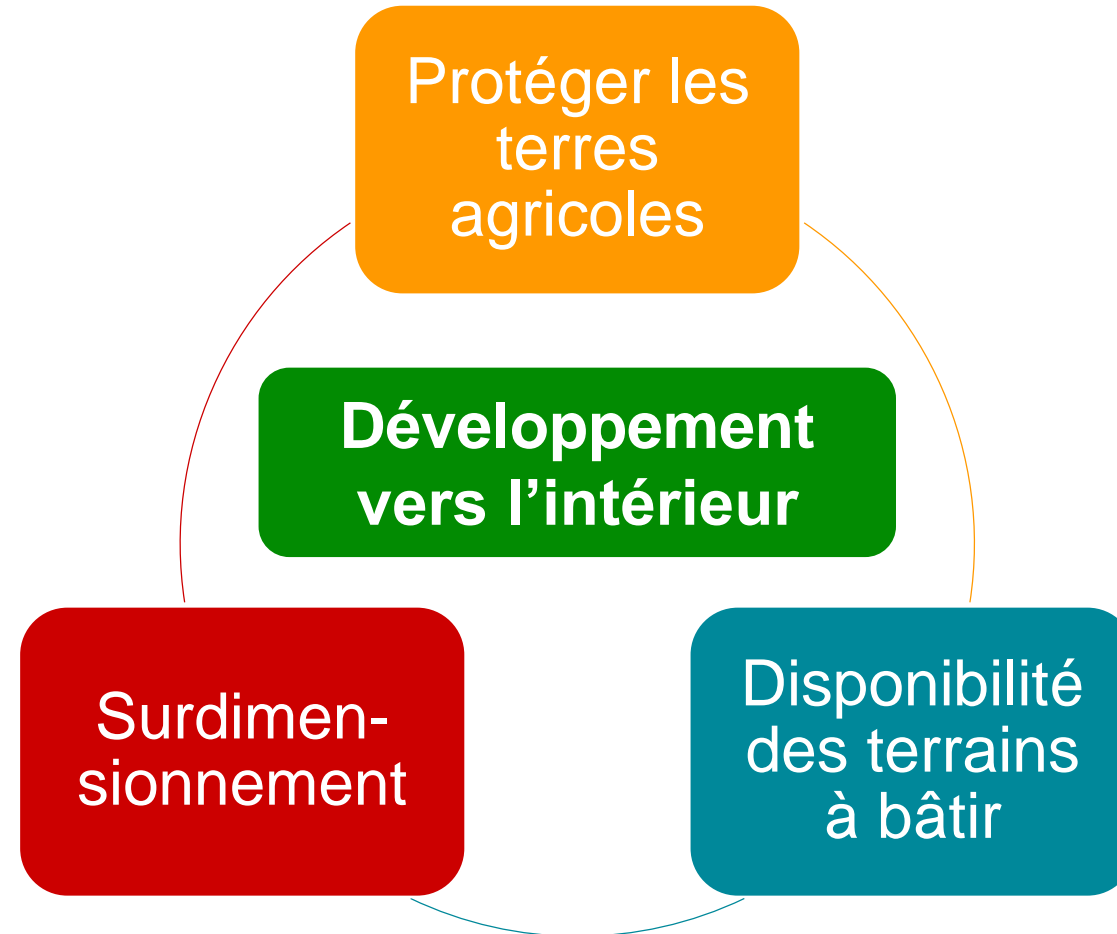 Protéger les
terres
agricoles
Développement
vers l’intérieur
Surdimen-
sionnement
Disponibilité
des terrains
à bâtir